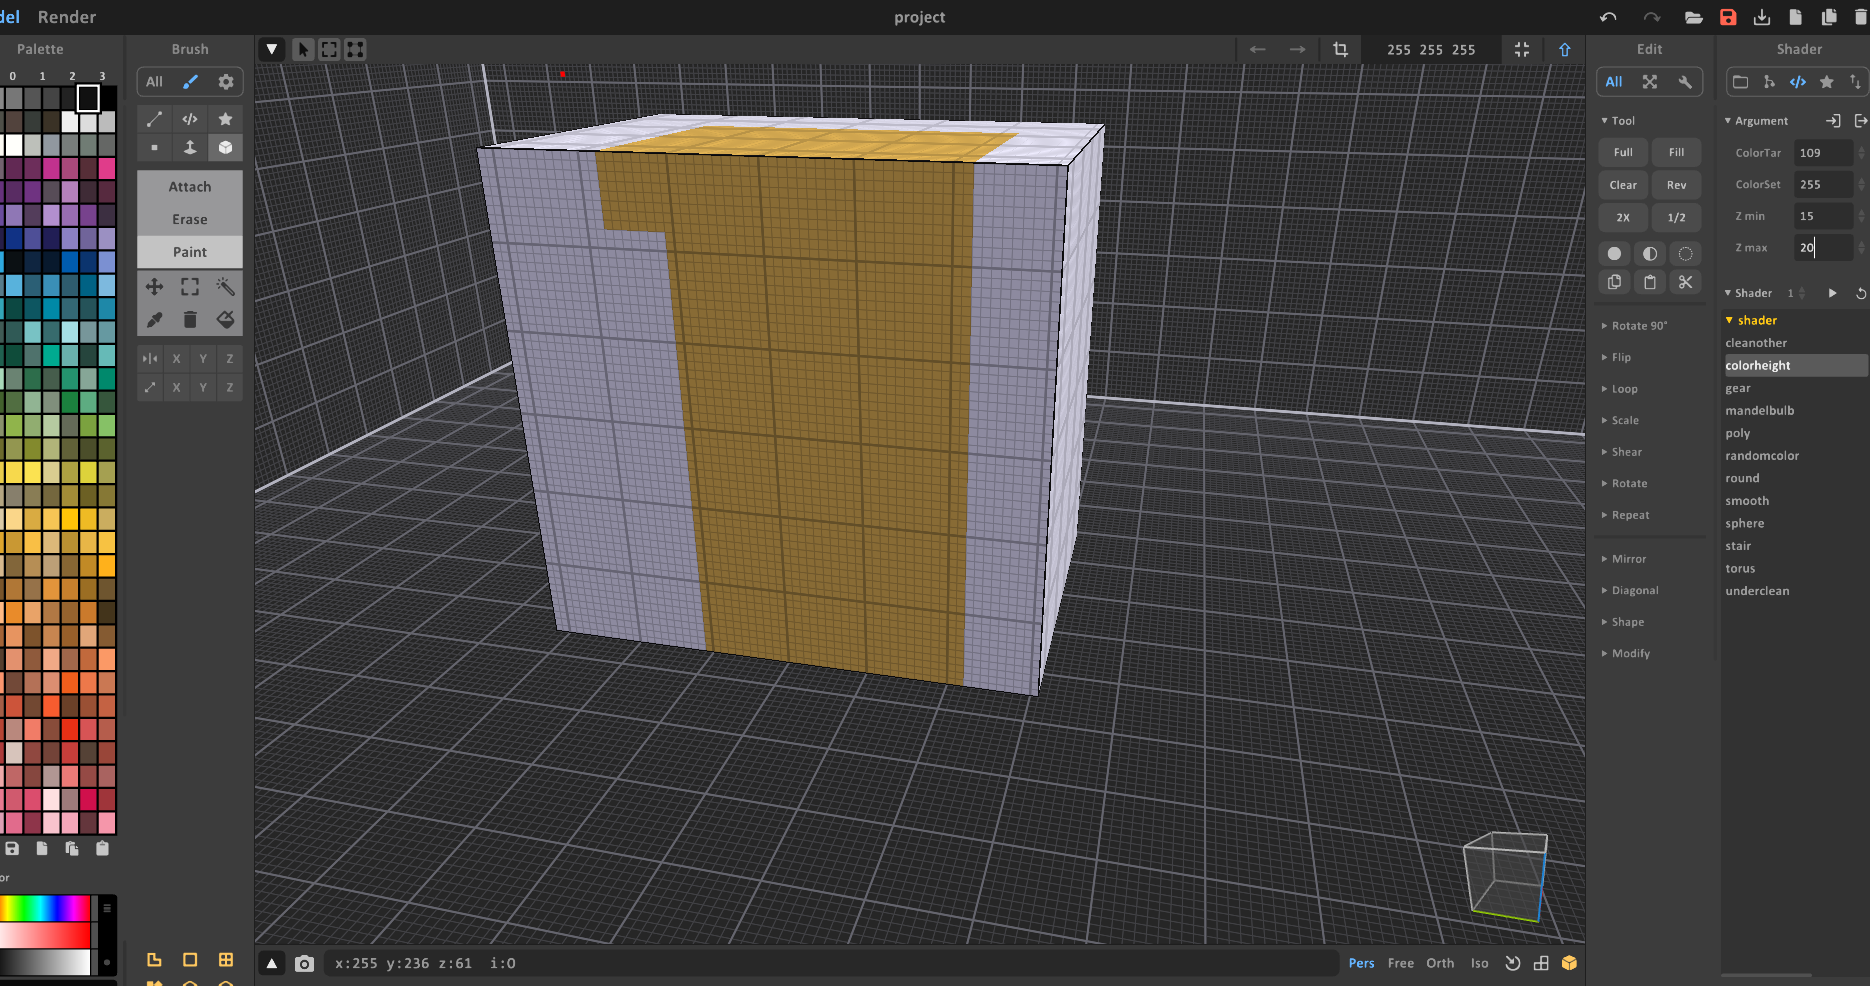 del Render project
Palette Brush 255 255 255 Edit Shader
0 1 2 3
All
All
Tool
Argument
Full Fill
ColorTar 109
Attach
Clear Rev
ColorSet 255
Erase
2X 1/2
Z min 15
Paint
Z max 20
Shader 1
shader
Rotate 90°
cleanother
X Y Z
Flip
colorheight
X Y Z
Loop
gear
mandelbulb
Scale
poly
Shear
randomcolor
Rotate
round
smooth
Repeat
sphere
stair
Mirror
torus
Diagonal
underclean
Shape
Modify
or
x:255 y:236 z:61 i:0
Pers Free Orth Iso